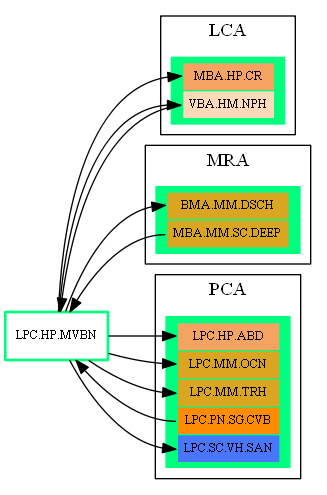 LCA
MBA.HP.CR
VBA.HM.NPH
MRA
BMA.MM.DSCH
MBA.MM.SC.DEEP
PCA
LPC.HP.MVBN
LPC.HP.ABD
LPC.MM.OCN
LPC.MM.TRH
LPC.PN.SG.CVB
LPC.SC.VH.SAN